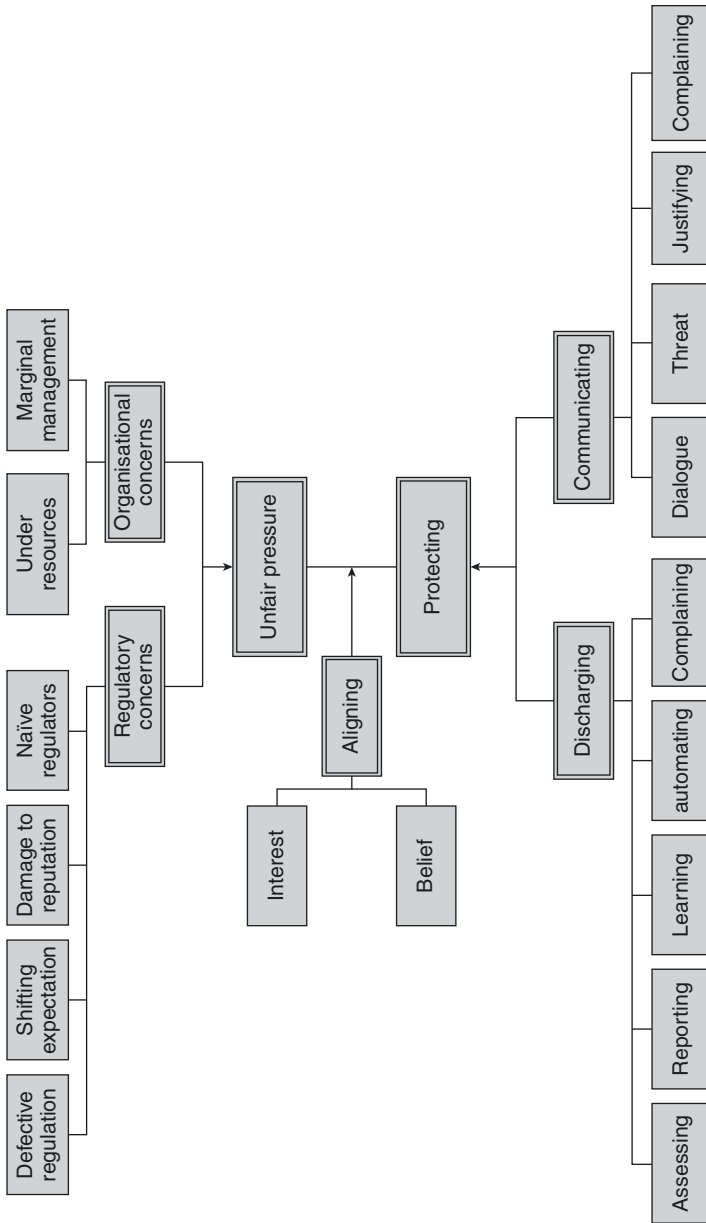 Defective
regulation
Shifting
expectation
Damage to
reputation
Naïve
regulators
Under
resources
Marginal
management
Regulatory
concerns
Organisational
concerns
Unfair pressure
Interest
Aligning
Belief
Protecting
Discharging
Communicating
Assessing
Reporting
Learning
automating
Complaining
Dialogue
Threat
Justifying
Complaining